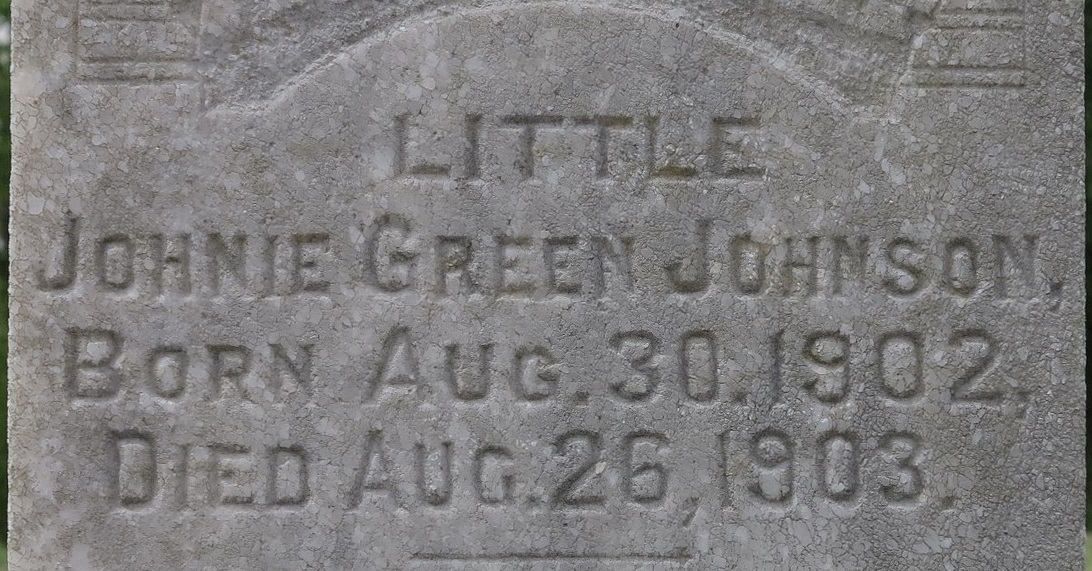 LITTLE
JOHNIE GREEN JOHNSON,
BORN AUG. 30. 1902,
DIED AUG. 26, 1903.